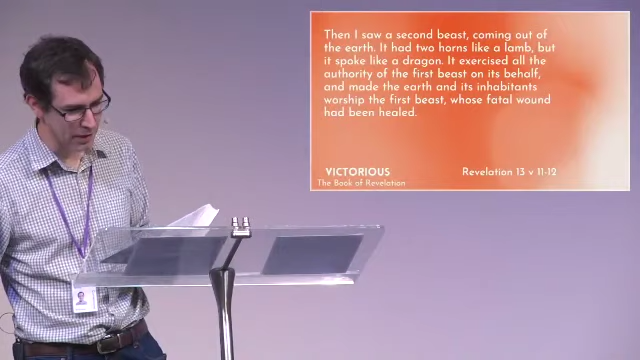 Then I saw a second beast, coming out of
the earth. It had two horns like a lamb, but
it spoke like a dragon. It exercised all the
authority of the first beast on its behalf,
and made the earth and its inhabitants
worship the first beast, whose fatal wound
had been healed.
VICTORIOUS
The Book of Revelation
Revelation 13 v 11-12